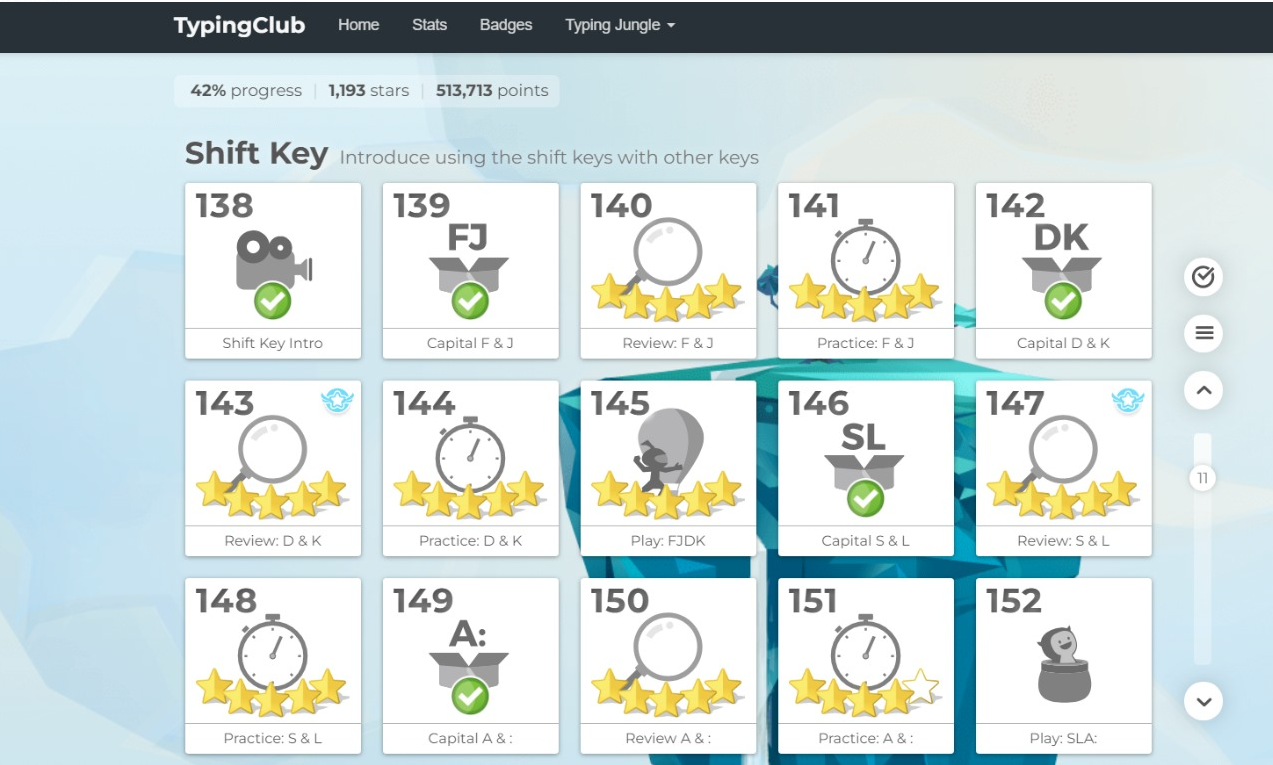 TypingClub Home Stats Badges Typing Jungle
42% progress 1,193 stars 513,713 points
Shift Key Introduce using the shift keys with other keys
138 139 140 141 142
FJ DK
Shift Key Intro Capital F & J Review: F & J Practice: F & J Capital D & K
143 144 145 146 147
SL
11
Review: D & K Practice: D & K Play: FJDK Capital S & L Review: S & L
148 149 150 151 152
A:
Practice: S & L Capital A & : Review A & : Practice: A & : Play: SLA: